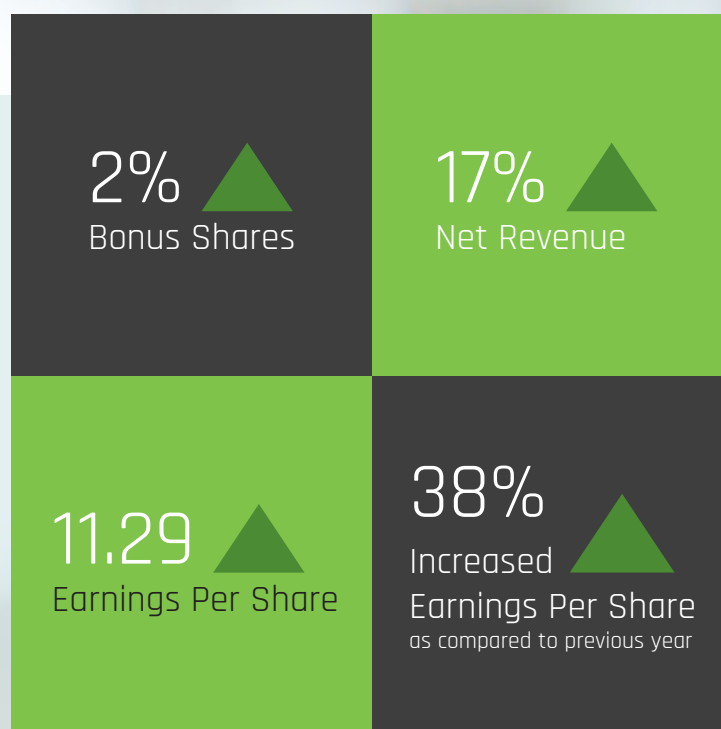 2%
Bonus Shares
17%
Net Revenue
11.29
Earnings Per Share
38%
Increased
Earnings Per Share
as compared to previous year